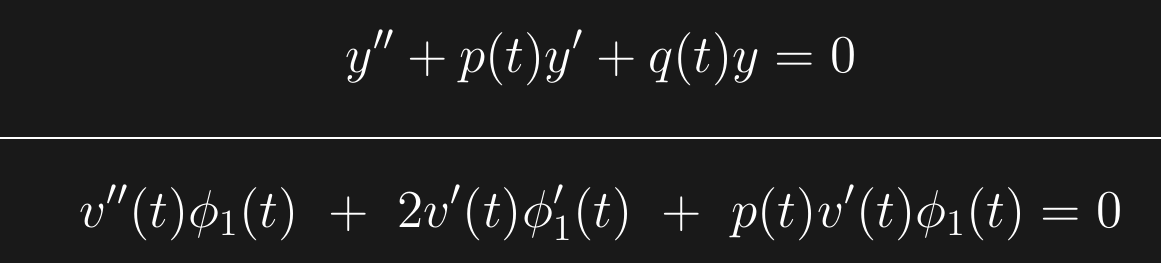 y″ + p(t)y′ + q(t)y = 0
v″(t)ϕ₁(t) + 2v′(t)ϕ₁′(t) + p(t)v′(t)ϕ₁(t) = 0